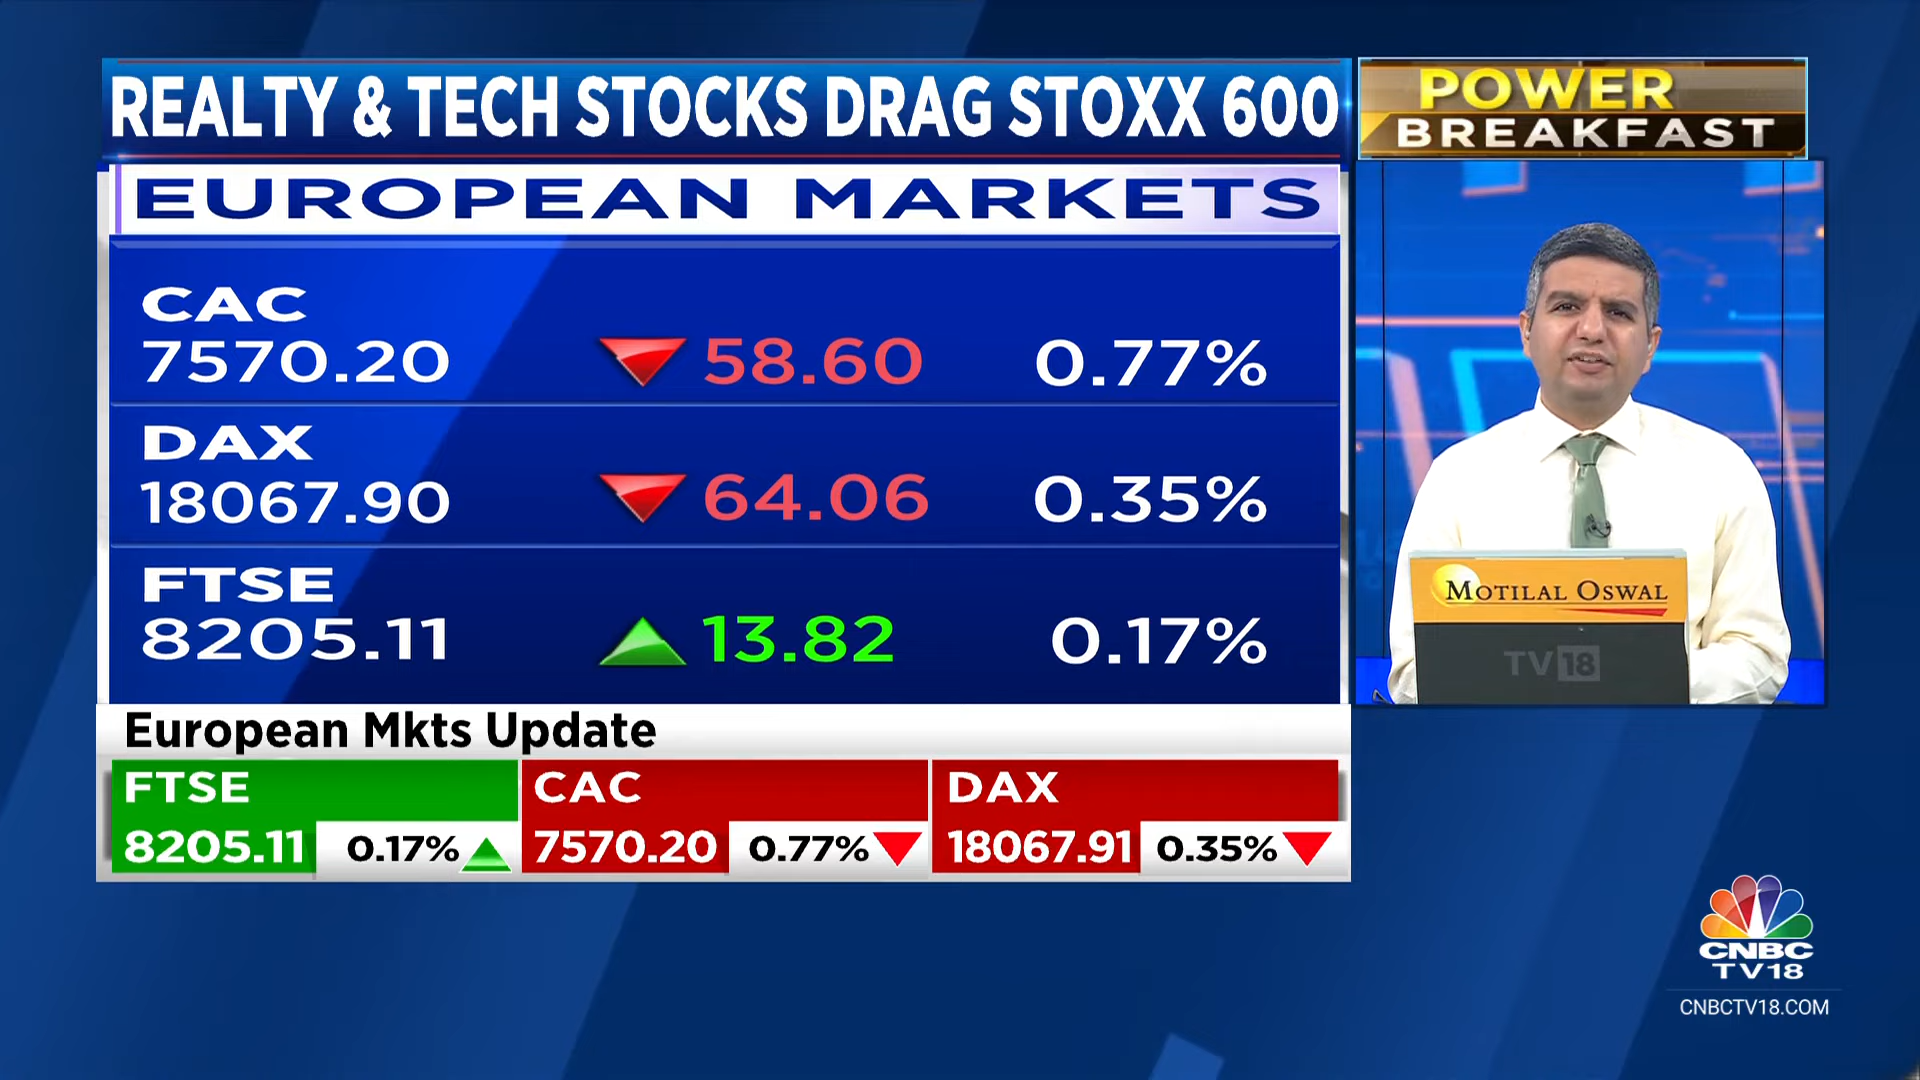 REALTY & TECH STOCKS DRAG STOXX 600
POWER
BREAKFAST
EUROPEAN MARKETS
CAC
7570.20 58.60 0.77%
DAX
18067.90 64.06 0.35%
FTSE
8205.11 13.82 0.17%
MOTILAL OSWAL
TV18
European Mkts Update
FTSE
8205.11 0.17%
CAC
7570.20 0.77%
DAX
18067.91 0.35%
CNBC
TV18
CNBCTV18.COM